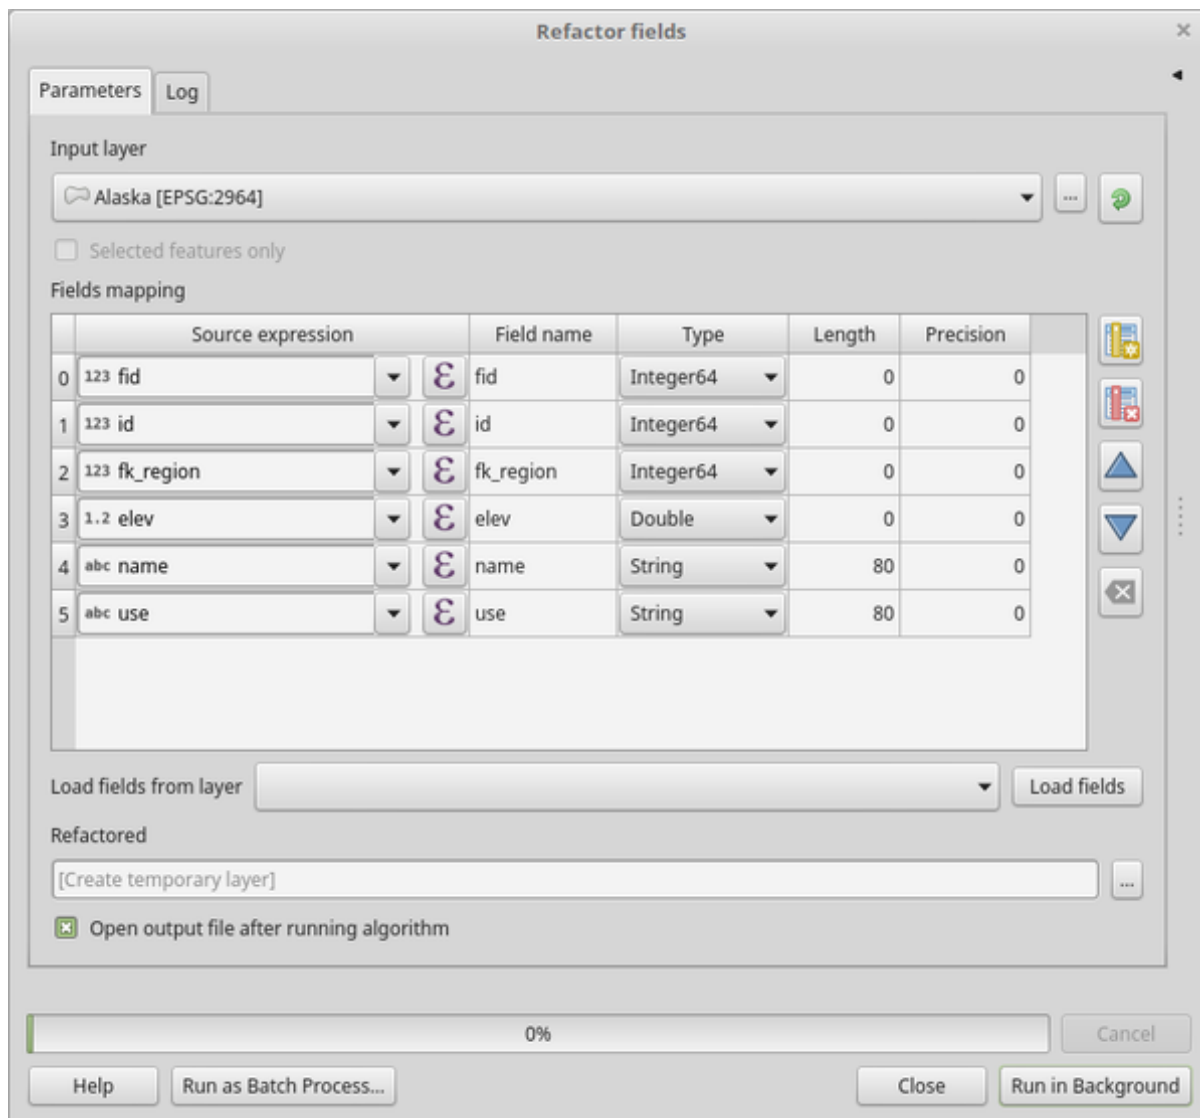 Refactor fields
Parameters Log
Input layer
Alaska [EPSG:2964] ...
Selected features only
Fields mapping
Source expression Field name Type Length Precision
0 123 fid ε fid Integer64 0 0
1 123 id ε id Integer64 0 0
2 123 fk_region ε fk_region Integer64 0 0
3 1.2 elev ε elev Double 0 0
4 abc name ε name String 80 0
5 abc use ε use String 80 0
Load fields from layer Load fields
Refactored
[Create temporary layer] ...
Open output file after running algorithm
0% Cancel
Help Run as Batch Process... Close Run in Background